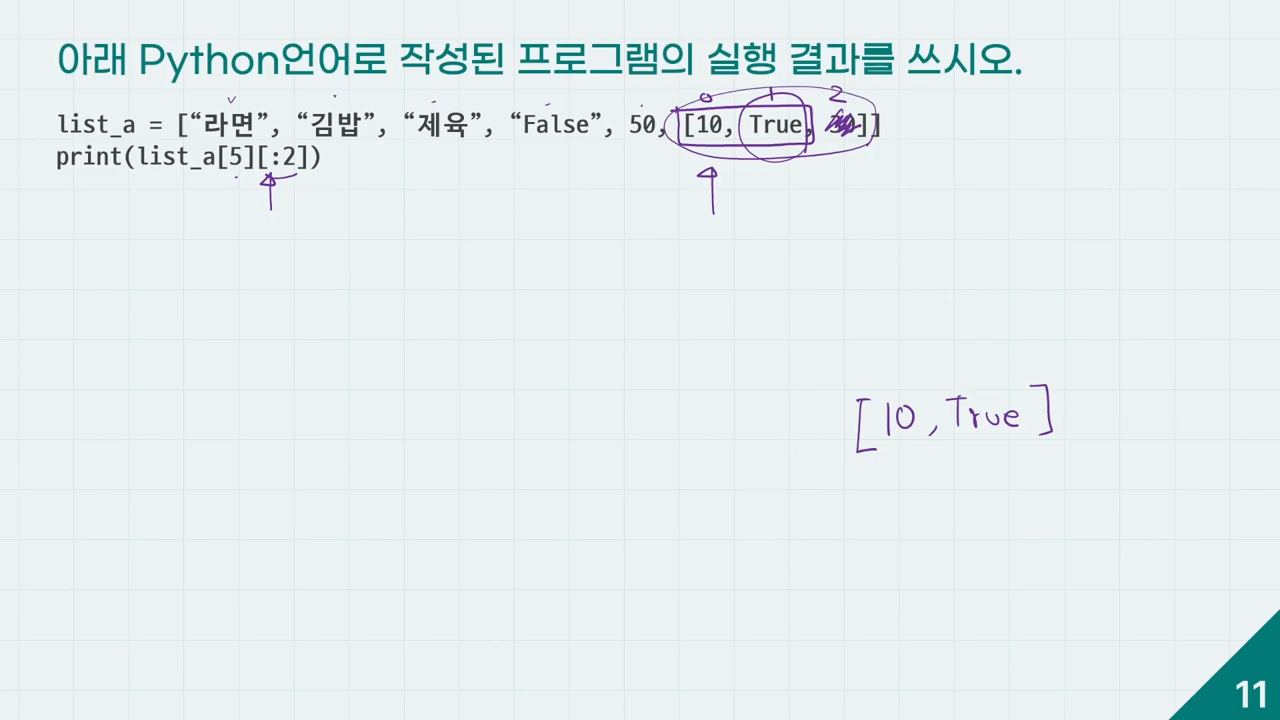 아래 Python언어로 작성된 프로그램의 실행 결과를 쓰시오.
0 1 2
list_a = [“라면”, “김밥”, “제육”, “False”, 50, [10, True, ]]
print(list_a[5][:2])
[10, True]
11